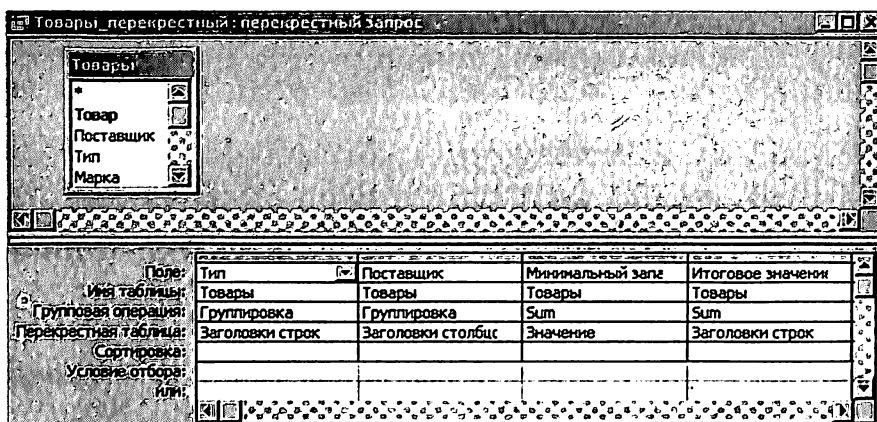 Товары_перекрестный : перекрестный запрос
Товары
*
Товар
Поставщик
Тип
Марка
Поле: Тип Поставщик Минимальный запа Итоговое значени
Имя таблицы: Товары Товары Товары Товары
Групповая операция: Группировка Группировка Sum Sum
Перекрестная таблица: Заголовки строк Заголовки столбц Значение Заголовки строк
Сортировка:
Условие отбора:
или: